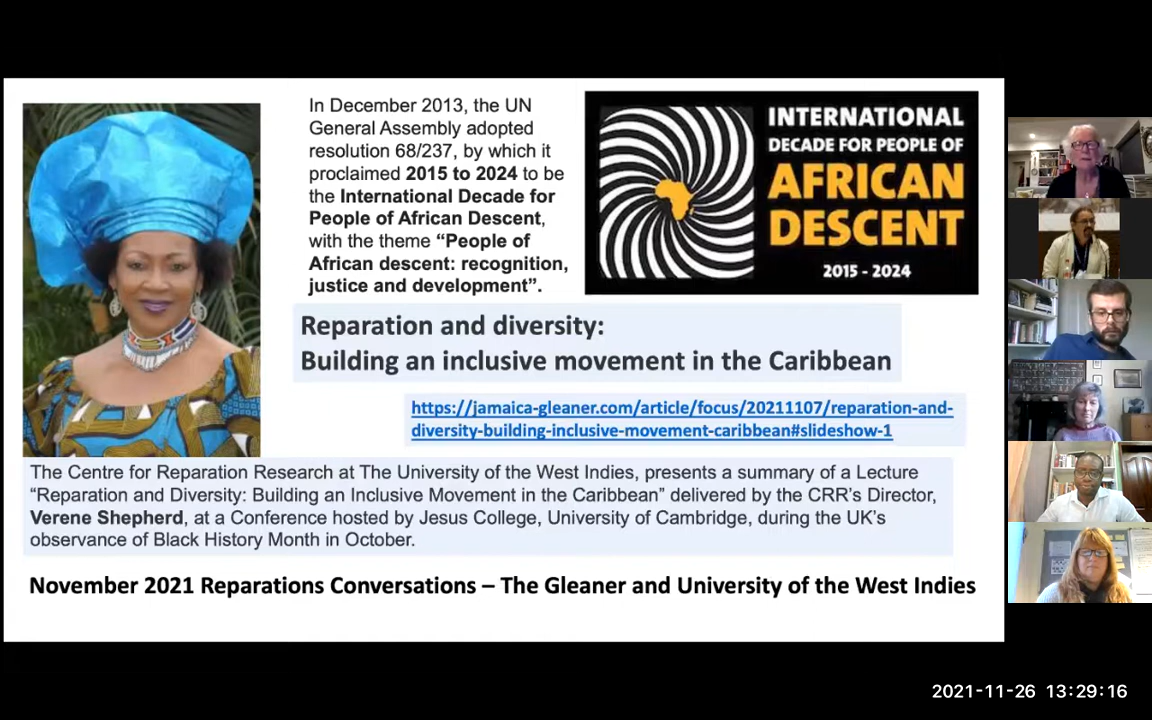 In December 2013, the UN
General Assembly adopted
resolution 68/237, by which it
proclaimed 2015 to 2024 to be
the International Decade for
People of African Descent,
with the theme “People of
African descent: recognition,
justice and development”.
INTERNATIONAL
DECADE FOR PEOPLE OF
AFRICAN
DESCENT
2015 - 2024
Reparation and diversity:
Building an inclusive movement in the Caribbean
https://jamaica-gleaner.com/article/focus/20211107/reparation-and-
diversity-building-inclusive-movement-caribbean#slideshow-1
The Centre for Reparation Research at The University of the West Indies, presents a summary of a Lecture
“Reparation and Diversity: Building an Inclusive Movement in the Caribbean” delivered by the CRR’s Director,
Verene Shepherd, at a Conference hosted by Jesus College, University of Cambridge, during the UK’s
observance of Black History Month in October.
November 2021 Reparations Conversations – The Gleaner and University of the West Indies
2021-11-26 13:29:16